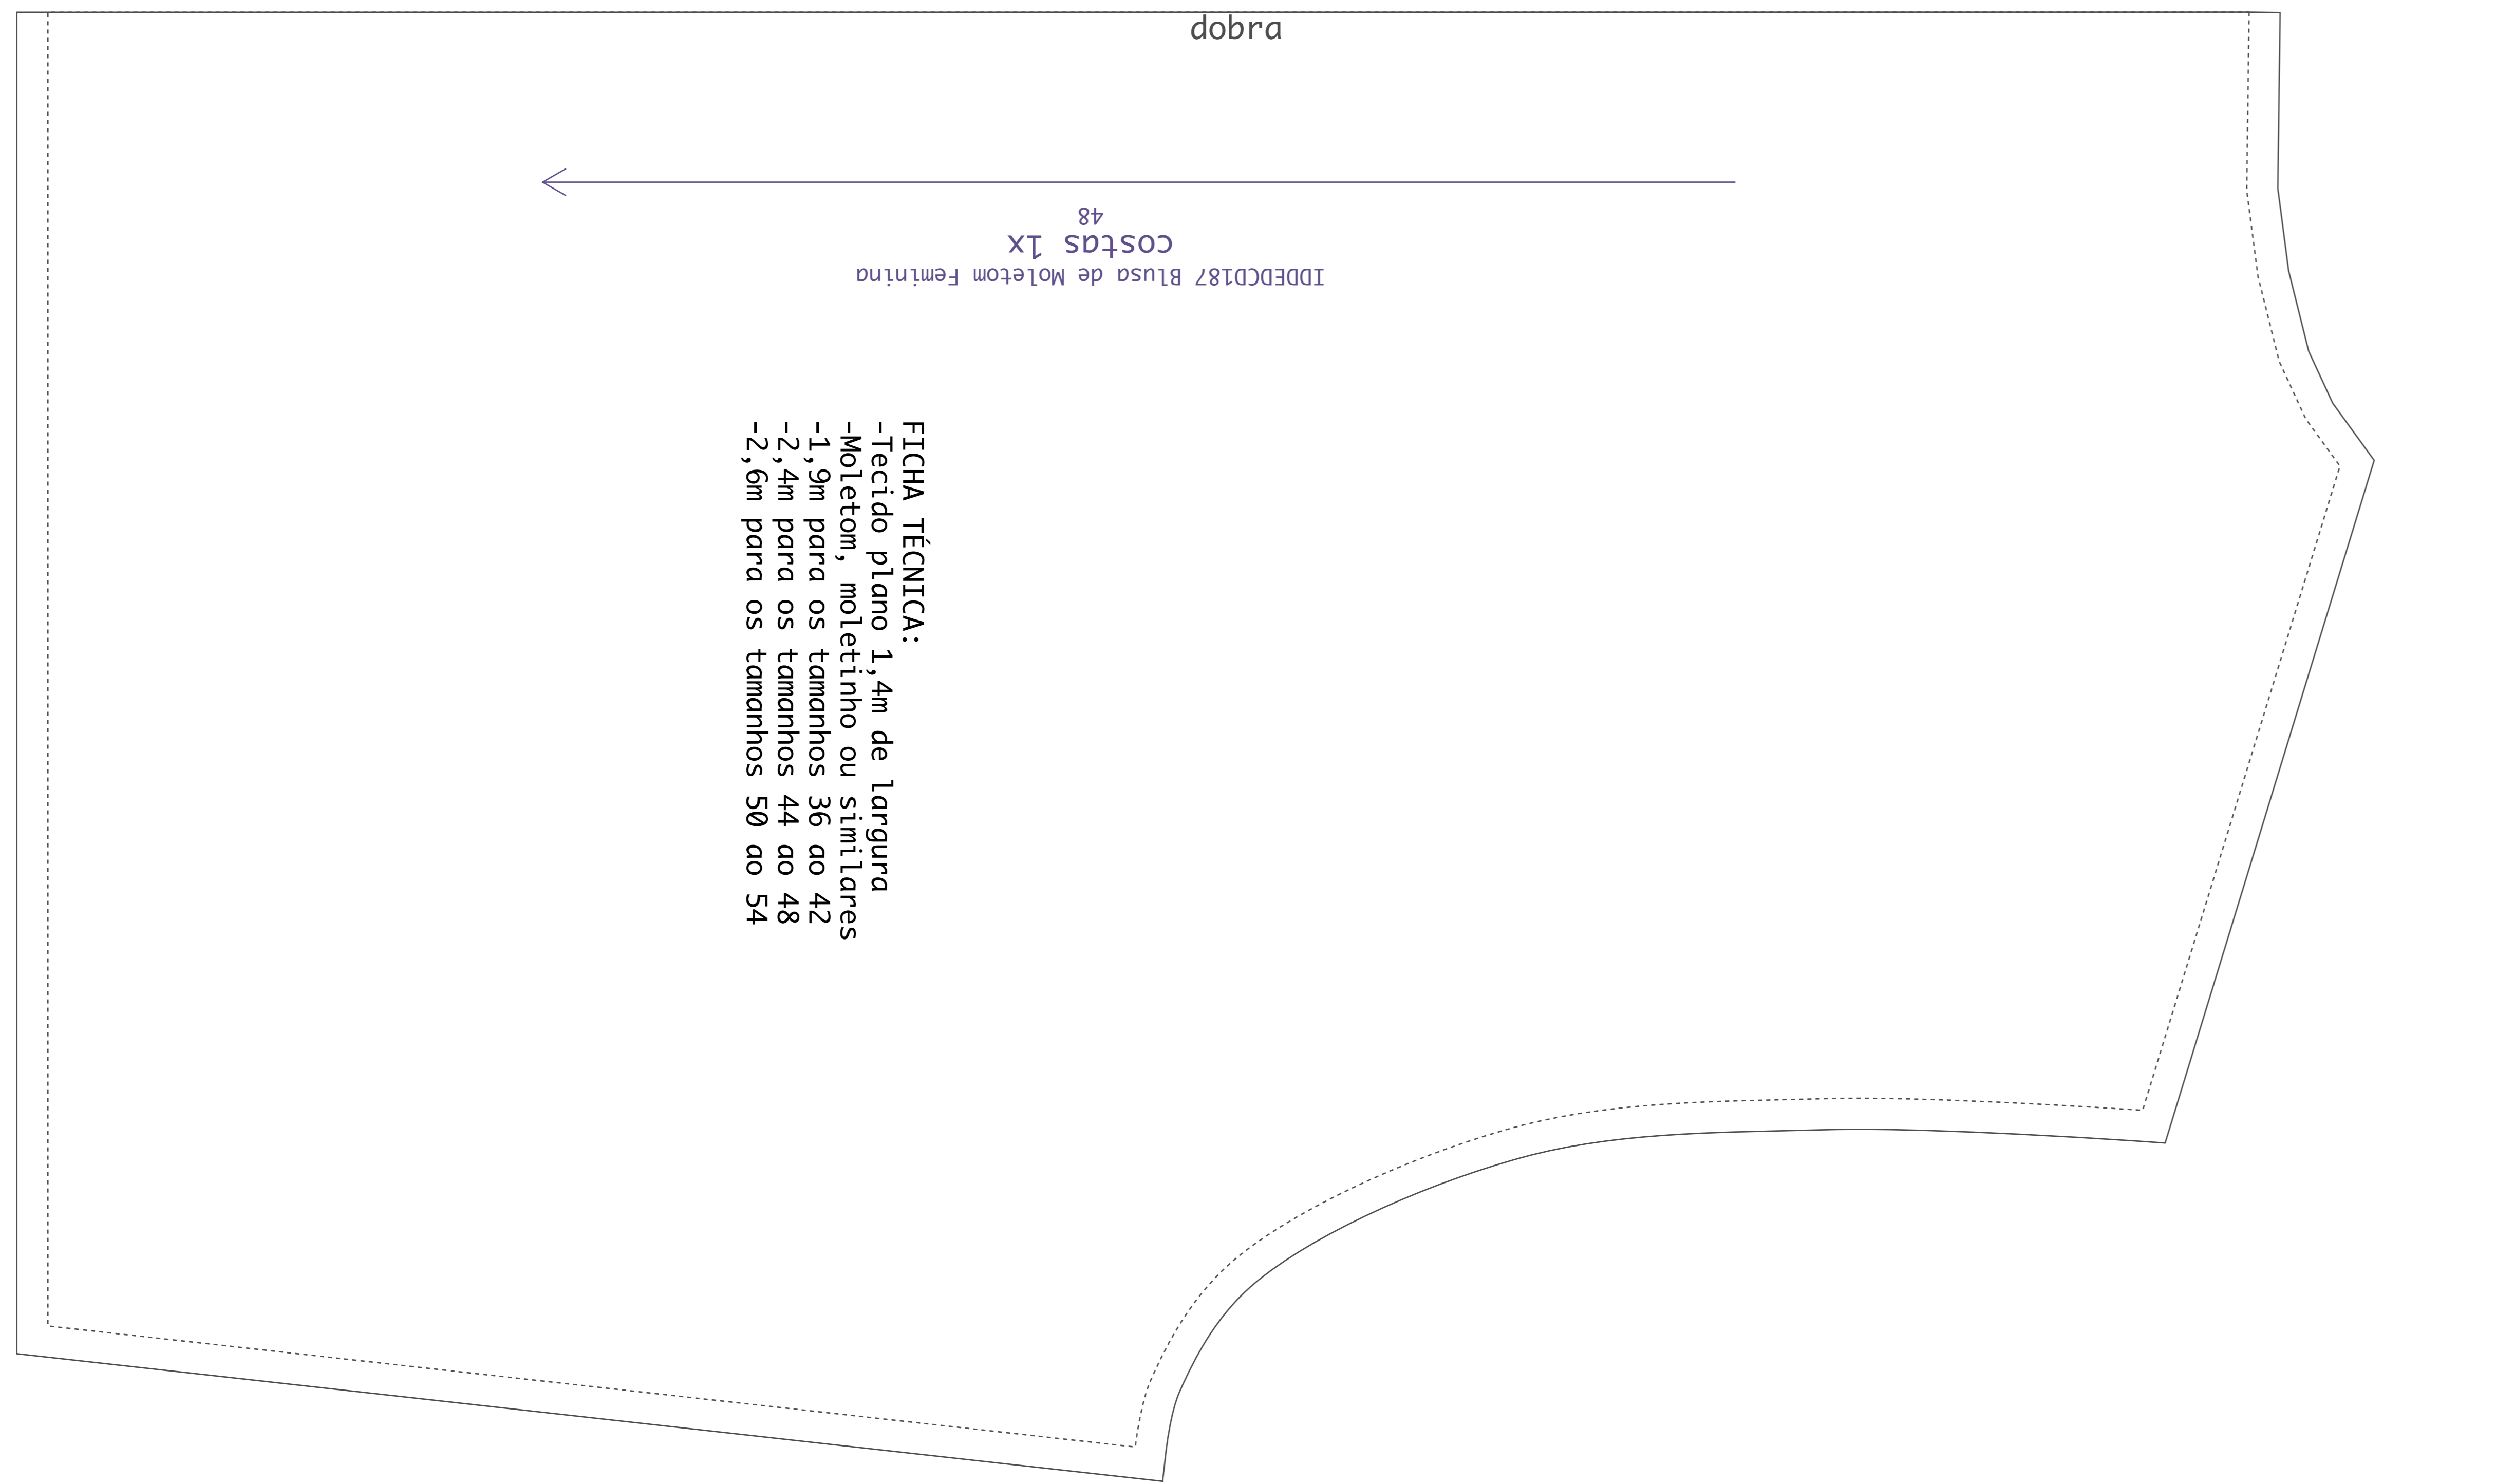 dobra
48
costas 1x
IDDEDCD187 Blusa de Moletom Feminina
FICHA TÉCNICA:
-Tecido plano 1,4m de largura
-Moletom, moletinho ou similares
-1,9m para os tamanhos 36 ao 42
-2,4m para os tamanhos 44 ao 48
-2,6m para os tamanhos 50 ao 54